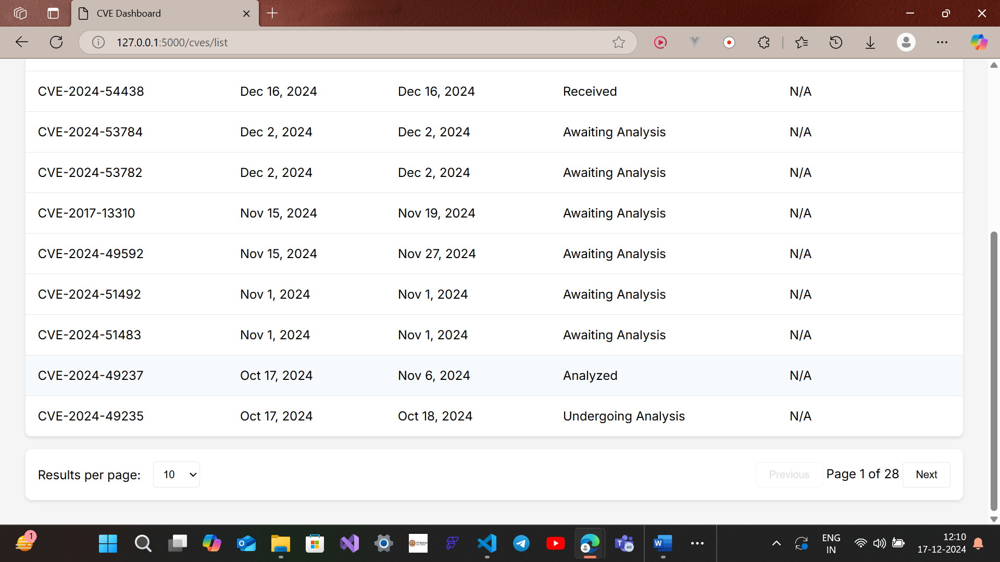 CVE Dashboard
127.0.0.1:5000/cves/list
CVE-2024-54438 Dec 16, 2024 Dec 16, 2024 Received N/A
CVE-2024-53784 Dec 2, 2024 Dec 2, 2024 Awaiting Analysis N/A
CVE-2024-53782 Dec 2, 2024 Dec 2, 2024 Awaiting Analysis N/A
CVE-2017-13310 Nov 15, 2024 Nov 19, 2024 Awaiting Analysis N/A
CVE-2024-49592 Nov 15, 2024 Nov 27, 2024 Awaiting Analysis N/A
CVE-2024-51492 Nov 1, 2024 Nov 1, 2024 Awaiting Analysis N/A
CVE-2024-51483 Nov 1, 2024 Nov 1, 2024 Awaiting Analysis N/A
CVE-2024-49237 Oct 17, 2024 Nov 6, 2024 Analyzed N/A
CVE-2024-49235 Oct 17, 2024 Oct 18, 2024 Undergoing Analysis N/A
Results per page: 10 Previous Page 1 of 28 Next
1 ENG 12:10
IN 17-12-2024